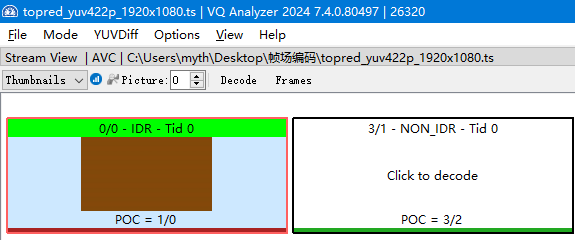 topred_yuv422p_1920x1080.ts | VQ Analyzer 2024 7.4.0.80497 | 26320
File Mode YUVDiff Options View Help
Stream View | AVC | C:\Users\myth\Desktop\帧场编码\topred_yuv422p_1920x1080.ts
Thumbnails Picture: 0 Decode Frames
0/0 - IDR - Tid 0
POC = 1/0
3/1 - NON_IDR - Tid 0
Click to decode
POC = 3/2